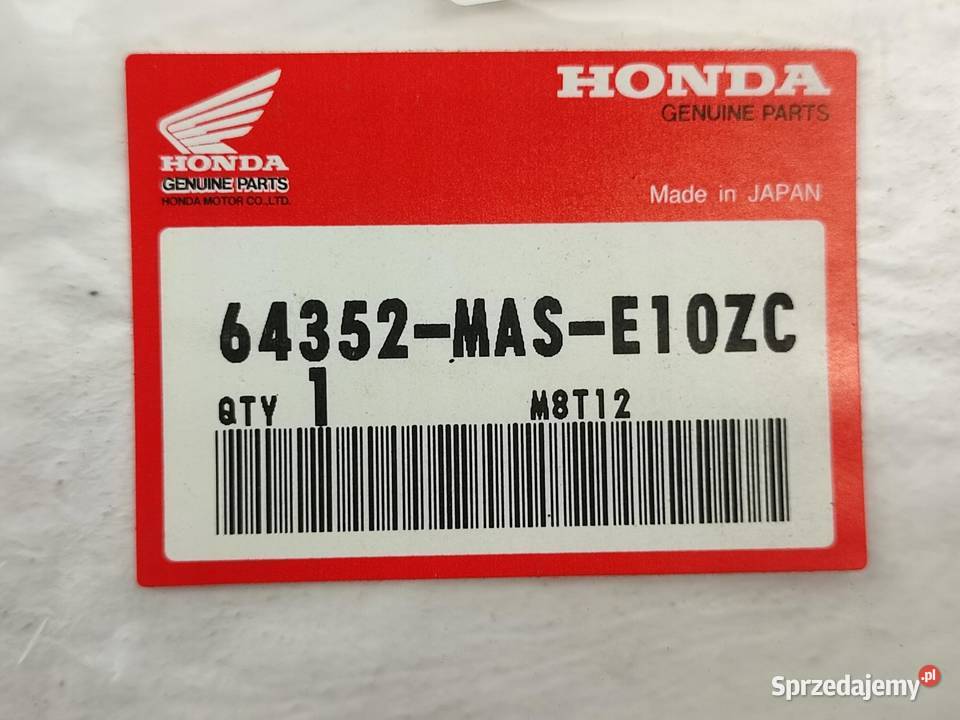 HONDA
GENUINE PARTS
HONDA MOTOR CO.,LTD.
HONDA
GENUINE PARTS
Made in JAPAN
64352-MAS-E10ZC
QTY 1 M8T12
Sprzedajemy.pl